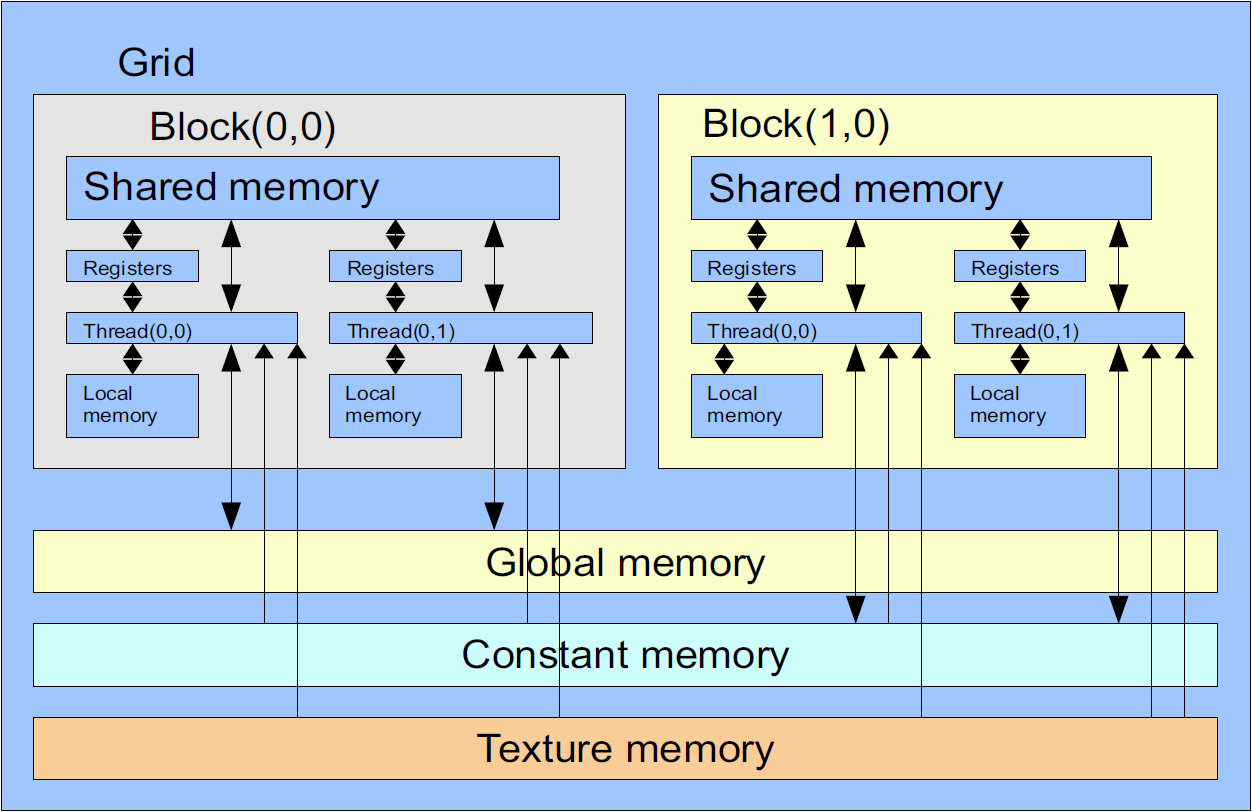 Grid
Block(0,0)
Block(1,0)
Shared memory
Shared memory
Registers
Registers
Registers
Registers
Thread(0,0)
Thread(0,1)
Thread(0,0)
Thread(0,1)
Local
memory
Local
memory
Local
memory
Local
memory
Global memory
Constant memory
Texture memory